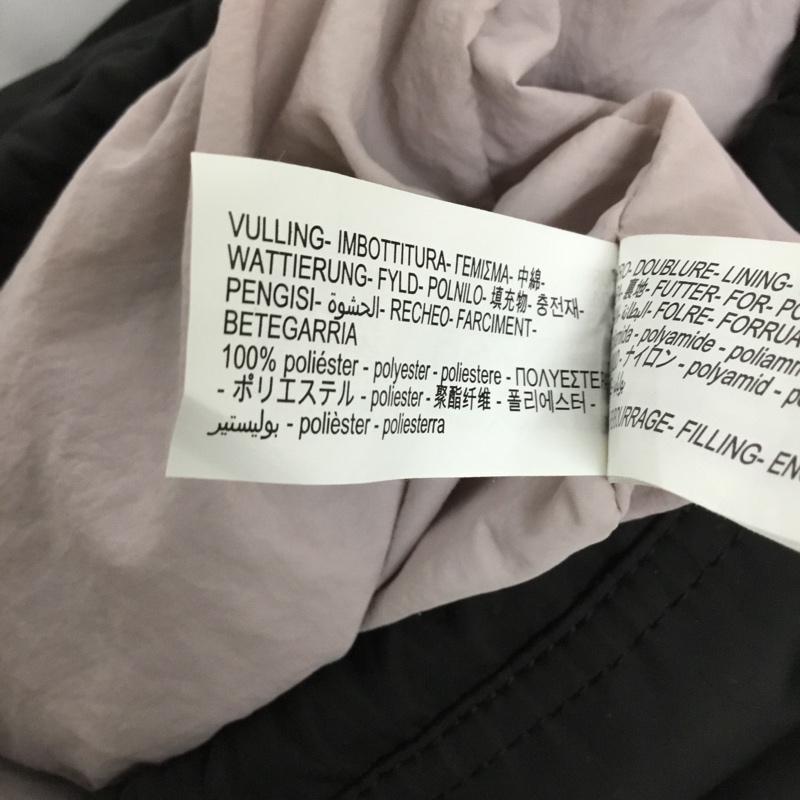 VULLING- IMBOTTITURA- ΓΕΜΙΣΜΑ- 中綿-
WATTIERUNG- FYLD- POLNILO- 填充物- 충전재-
PENGISI- الحشوة- RECHEO- FARCIMENT-
BETEGARRIA
100% poliéster - polyester - poliestere - ΠΟΛΥΕΣΤΕΡ
- ポリエステル - poliester - 聚酯纤维 - 폴리에스터 -
بوليستير - polièster - poliesterra
DOUBLURE- LINING-
裏地- FUTTER- FOR-
FOLRE- FORRUA
polyamide -
ナイロン - polyamid -
FILLING-